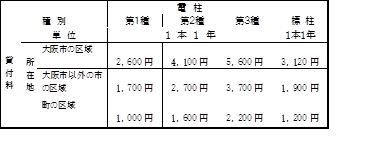 電 柱
種 別 第1種 第2種 第3種 標 柱
単 位 1 本 1 年 1本1年
貸付料 所在地
大阪市の区域
2,600円 4,100円 5,600円 3,120円
大阪市以外の市
の区域 1,700円 2,700円 3,700円 1,900円
町の区域
1,000円 1,600円 2,200円 1,200円